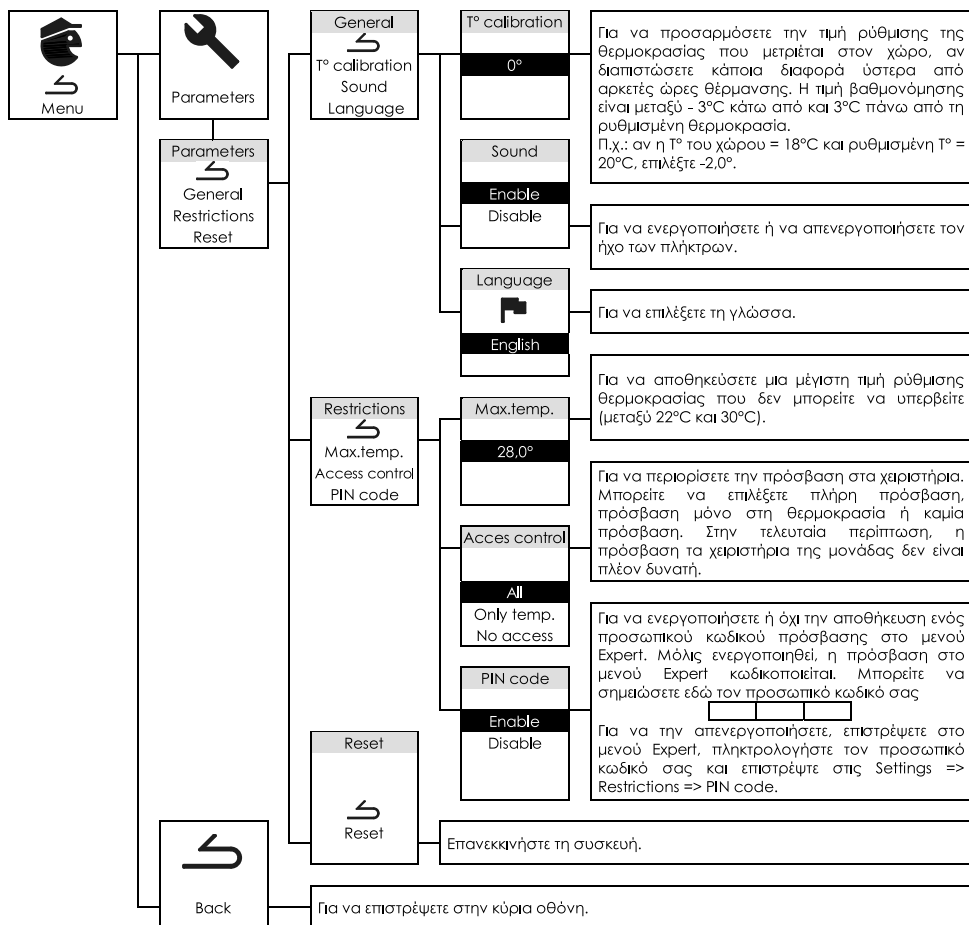 Menu
Parameters
Parameters
General
Restrictions
Reset
General
T° calibration
Sound
Language
T° calibration
0°
Για να προσαρμόσετε την τιμή ρύθμισης της
θερμοκρασίας που μετριέται στον χώρο, αν
διαπιστώσετε κάποια διαφορά ύστερα από
αρκετές ώρες θέρμανσης. Η τιμή βαθμονόμησης
είναι μεταξύ - 3°C κάτω από και 3°C πάνω από τη
ρυθμισμένη θερμοκρασία.
Π.χ.: αν η T° του χώρου = 18°C και ρυθμισμένη T° =
20°C, επιλέξτε -2,0°.
Sound
Enable
Disable
Για να ενεργοποιήσετε ή να απενεργοποιήσετε τον
ήχο των πλήκτρων.
Language
English
Για να επιλέξετε τη γλώσσα.
Restrictions
Max.temp.
Access control
PIN code
Max.temp.
28,0°
Για να αποθηκεύσετε μια μέγιστη τιμή ρύθμισης
θερμοκρασίας που δεν μπορείτε να υπερβείτε
(μεταξύ 22°C και 30°C).
Acces control
All
Only temp.
No access
Για να περιορίσετε την πρόσβαση στα χειριστήρια.
Μπορείτε να επιλέξετε πλήρη πρόσβαση,
πρόσβαση μόνο στη θερμοκρασία ή καμία
πρόσβαση. Στην τελευταία περίπτωση, η
πρόσβαση τα χειριστήρια της μονάδας δεν είναι
πλέον δυνατή.
PIN code
Enable
Disable
Για να ενεργοποιήσετε ή όχι την αποθήκευση ενός
προσωπικού κωδικού πρόσβασης στο μενού
Expert. Μόλις ενεργοποιηθεί, η πρόσβαση στο
μενού Expert κωδικοποιείται. Μπορείτε να
σημειώσετε εδώ τον προσωπικό κωδικό σας
Για να την απενεργοποιήσετε, επιστρέψετε στο
μενού Expert, πληκτρολογήστε τον προσωπικό
κωδικό σας και επιστρέψτε στις Settings =>
Restrictions => PIN code.
Reset
Reset
Επανεκκινήστε τη συσκευή.
Back
Για να επιστρέψετε στην κύρια οθόνη.